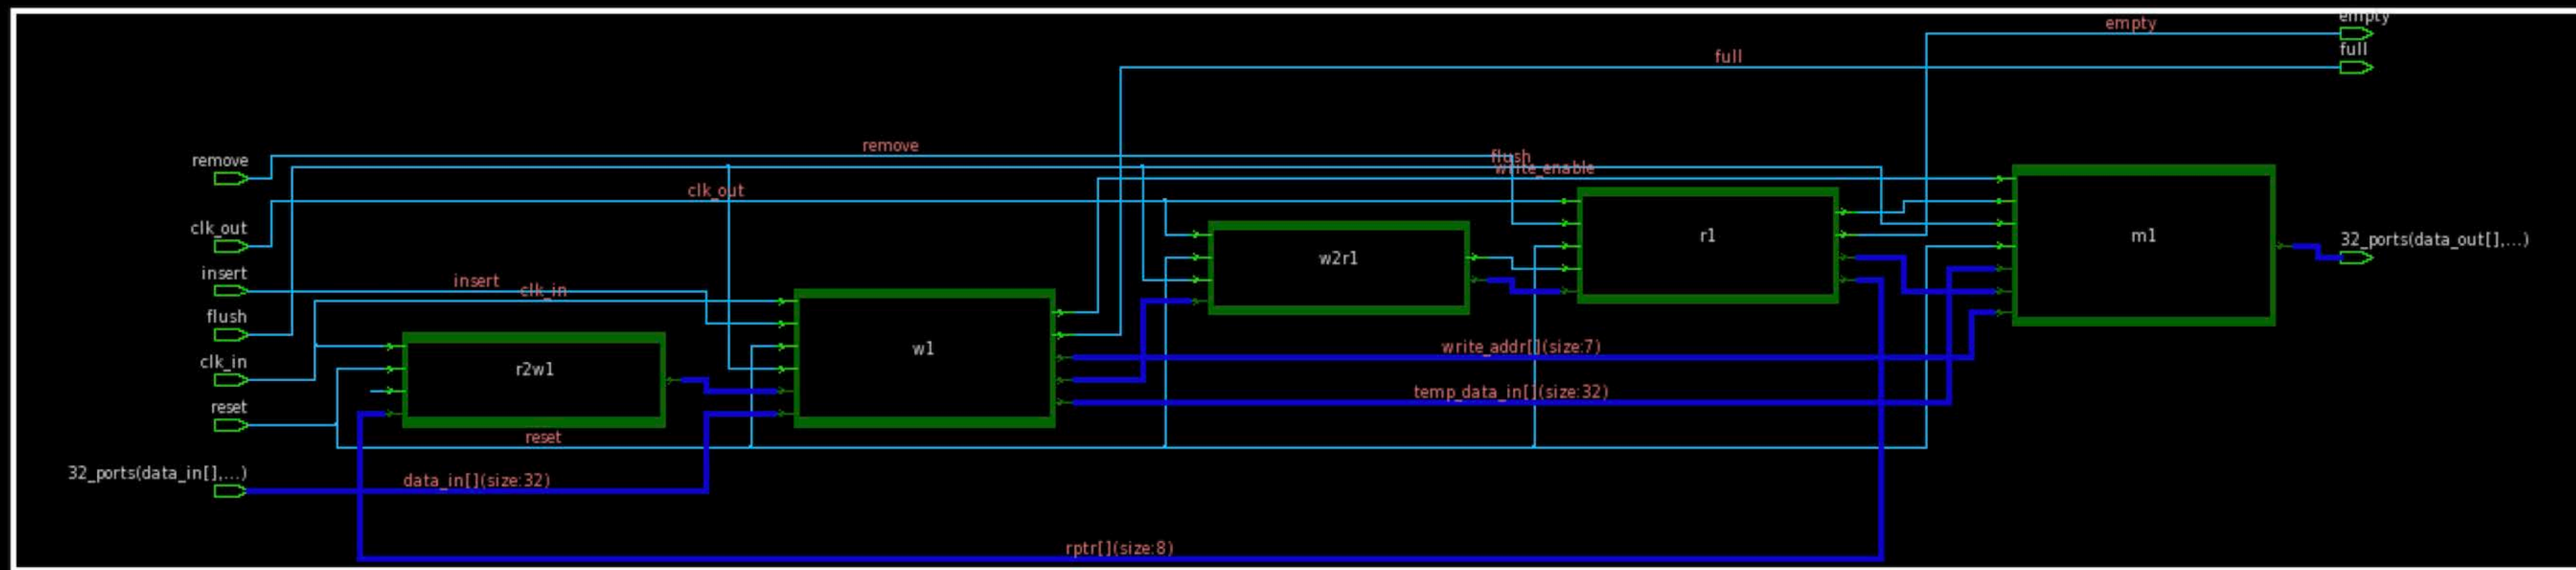 empty
empty
full
full
remove
remove
flush
write_enable
clk_out
clk_out
insert
insert
clk_in
flush
clk_in
reset
reset
r2w1
w1
w2r1
r1
m1
32_ports(data_out[],...)
write_addr[](size:7)
temp_data_in[](size:32)
32_ports(data_in[],...)
data_in[](size:32)
rptr[](size:8)